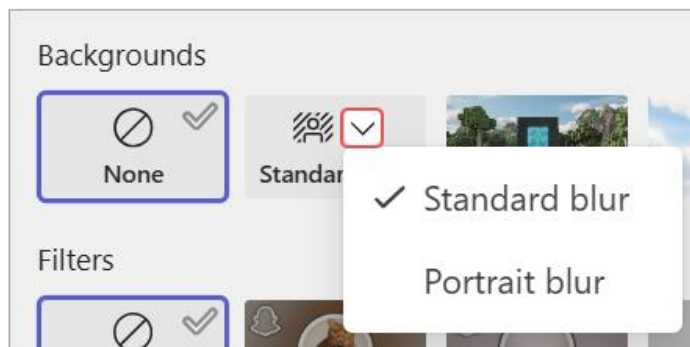 Backgrounds
None
Standar
Standard blur
Portrait blur
Filters